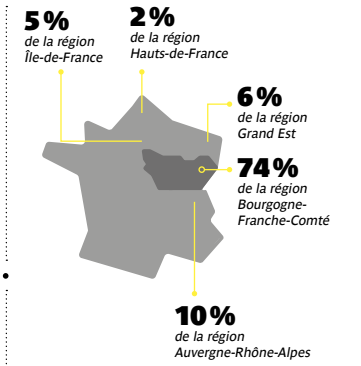 5 %
de la région
Île-de-France
2 %
de la région
Hauts-de-France
6 %
de la région
Grand Est
74 %
de la région
Bourgogne-
Franche-Comté
10 %
de la région
Auvergne-Rhône-Alpes